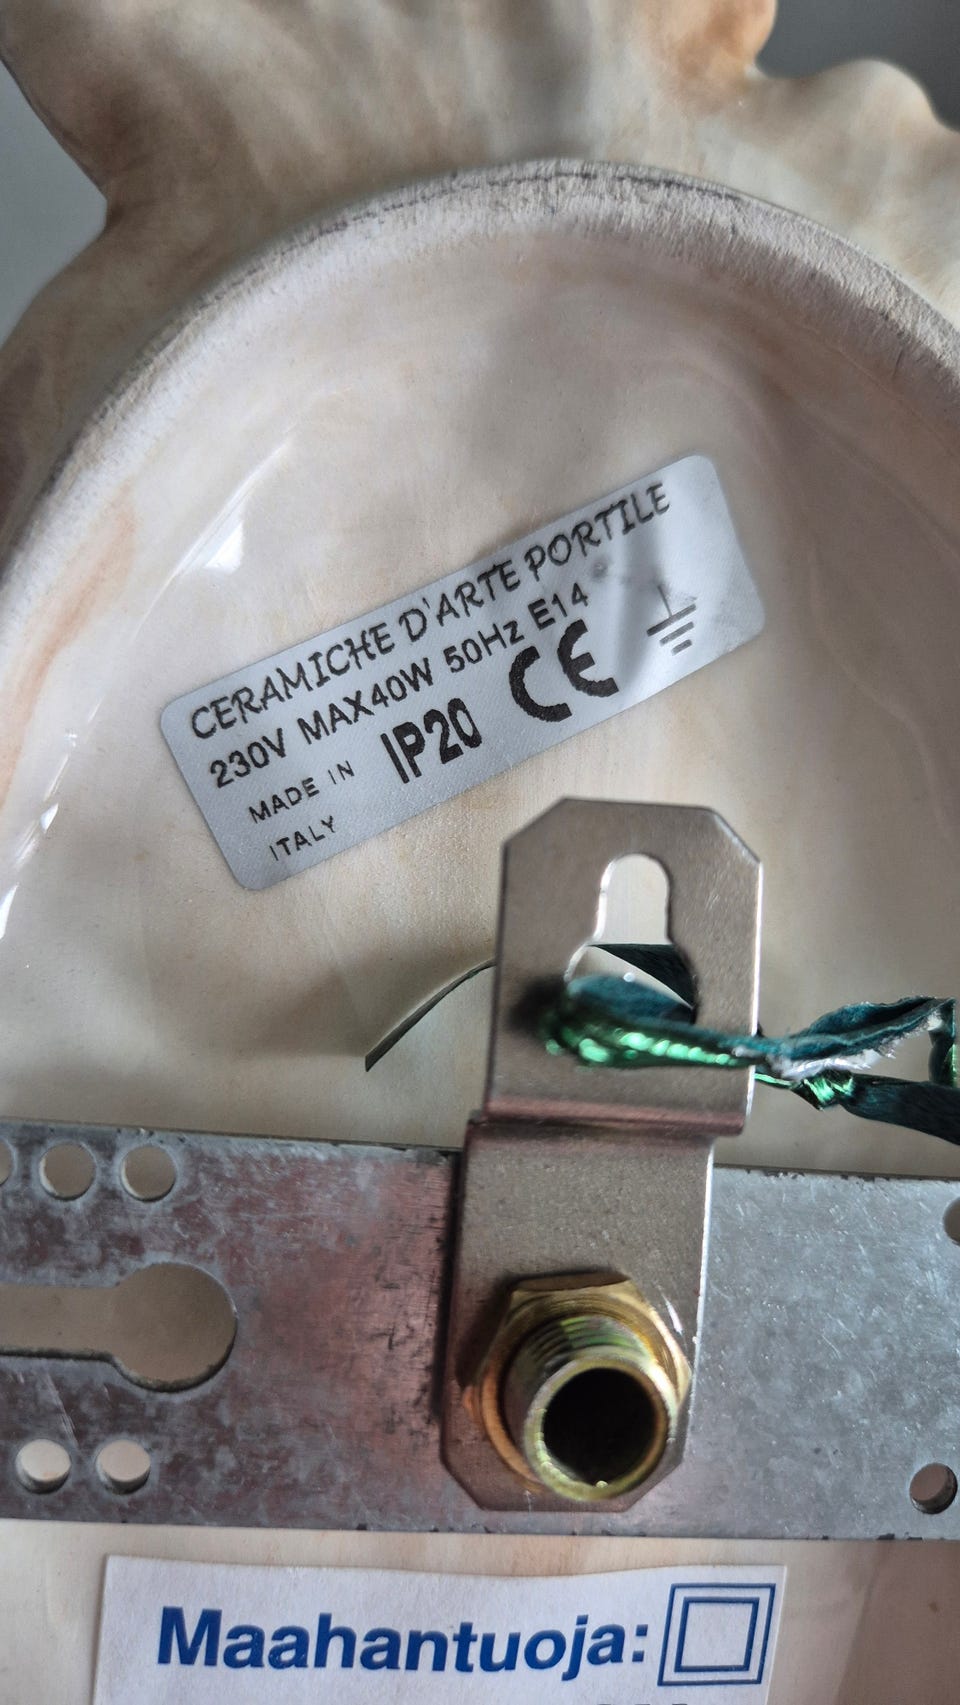 CERAMICHE D'ARTE PORTILE
230V MAX40W 50Hz E14
MADE IN
ITALY
IP20
CE
Maahantuoja: